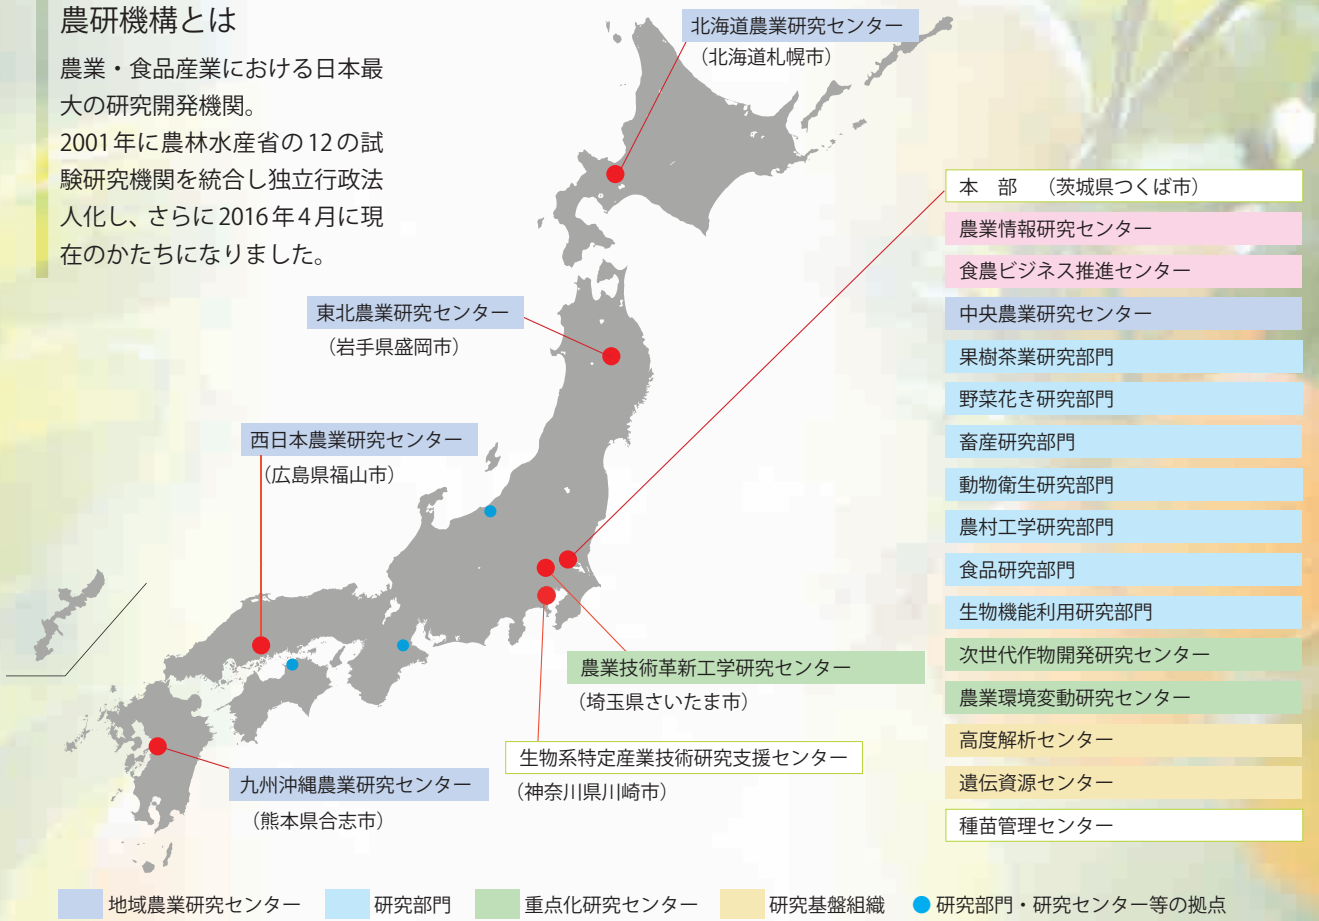 農研機構とは
農業・食品産業における日本最
大の研究開発機関。
2001年に農林水産省の12の試
験研究機関を統合し独立行政法
人化し、さらに2016年4月に現
在のかたちになりました。
北海道農業研究センター
（北海道札幌市）
東北農業研究センター
（岩手県盛岡市）
西日本農業研究センター
（広島県福山市）
農業技術革新工学研究センター
（埼玉県さいたま市）
生物系特定産業技術研究支援センター
（神奈川県川崎市）
九州沖縄農業研究センター
（熊本県合志市）
本　部　（茨城県つくば市）
農業情報研究センター
食農ビジネス推進センター
中央農業研究センター
果樹茶業研究部門
野菜花き研究部門
畜産研究部門
動物衛生研究部門
農村工学研究部門
食品研究部門
生物機能利用研究部門
次世代作物開発研究センター
農業環境変動研究センター
高度解析センター
遺伝資源センター
種苗管理センター
地域農業研究センター　研究部門　重点化研究センター　研究基盤組織　研究部門・研究センター等の拠点